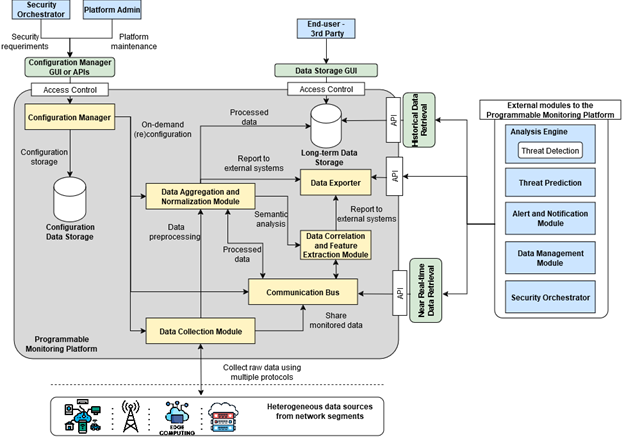 Security
Orchestrator
Platform Admin
Security
requeriments
Platform
maintenance
End-user -
3rd Party
Configuration Manager
GUI or APIs
Data Storage GUI
Access Control
Access Control
Configuration Manager
On-demand
(re)configuration
Processed
data
Long-term Data
Storage
API
Historical Data
Retrieval
External modules to the
Programmable Monitoring Platform
Analysis Engine
Threat Detection
Threat Prediction
Alert and Notification
Module
Data Management
Module
Security Orchestrator
Configuration
storage
Configuration
Data Storage
Report to
external systems
Data Exporter
API
Data Aggregation and
Normalization Module
Semantic
analysis
Report to
external systems
Data
preprocessing
Processed
data
Data Correlation and
Feature
Extraction Module
Communication Bus
API
Near Real-time
Data Retrieval
Data Collection Module
Share
monitored data
Programmable
Monitoring Platform
Collect raw data using
multiple protocols
EDGE
COMPUTING
Heterogeneous data sources
from network segments